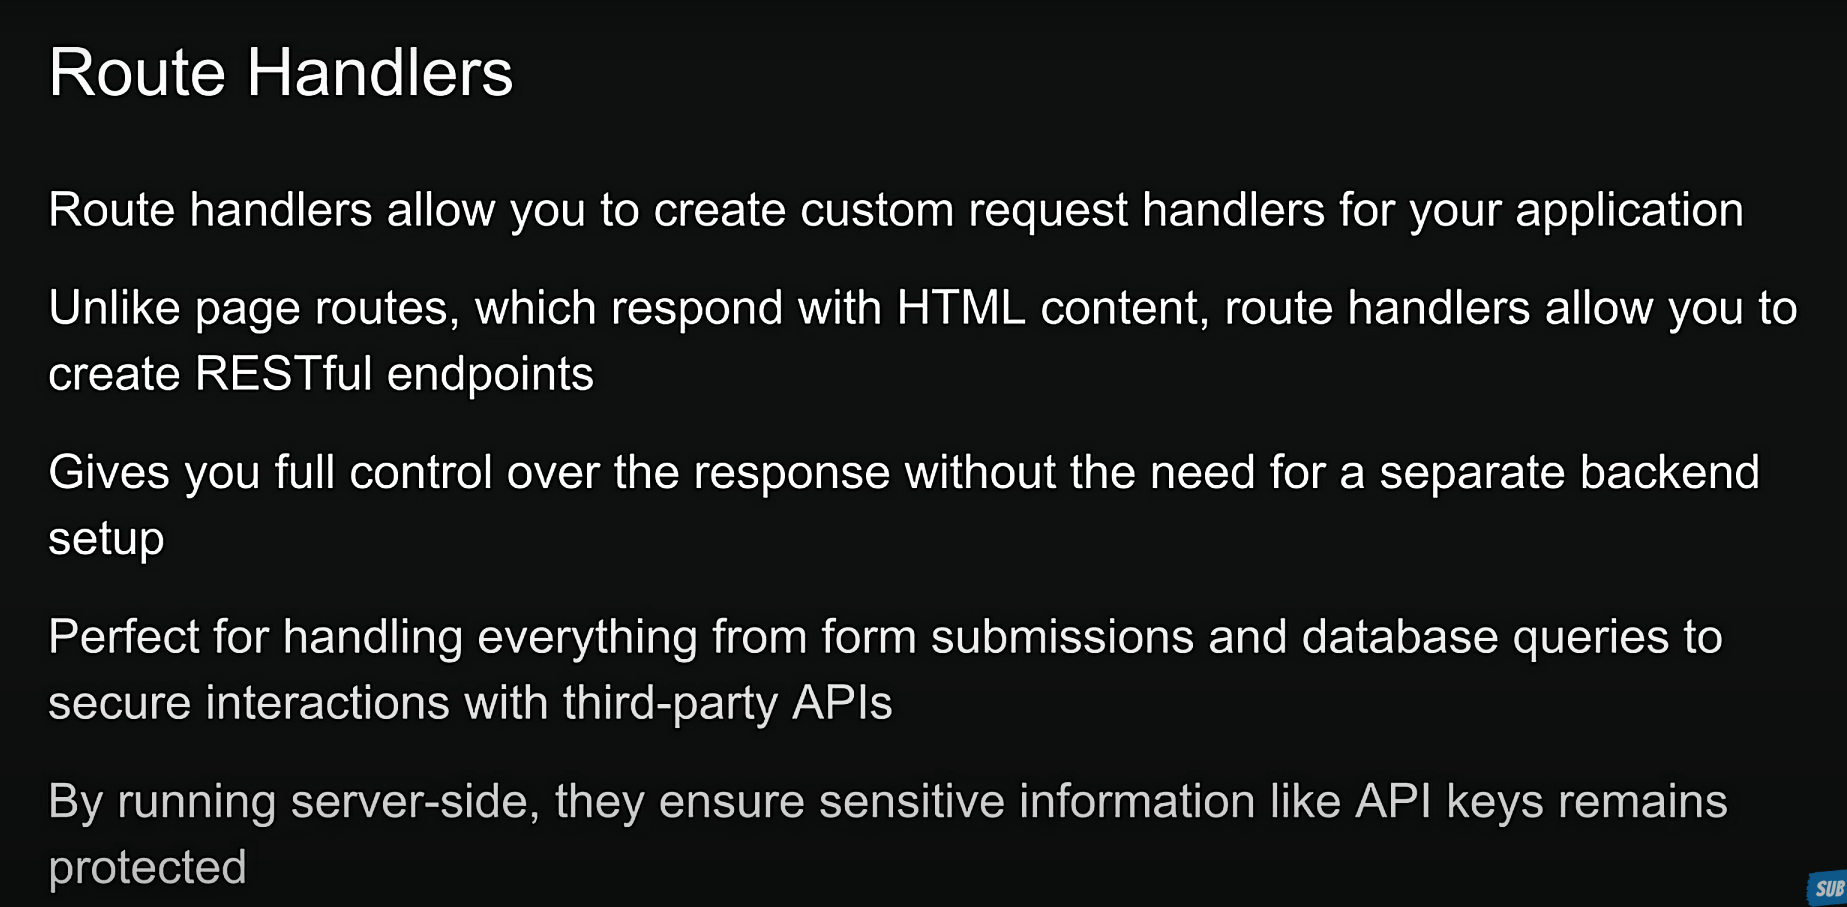 Route Handlers
Route handlers allow you to create custom request handlers for your application
Unlike page routes, which respond with HTML content, route handlers allow you to
create RESTful endpoints
Gives you full control over the response without the need for a separate backend
setup
Perfect for handling everything from form submissions and database queries to
secure interactions with third-party APIs
By running server-side, they ensure sensitive information like API keys remains
protected
SUB